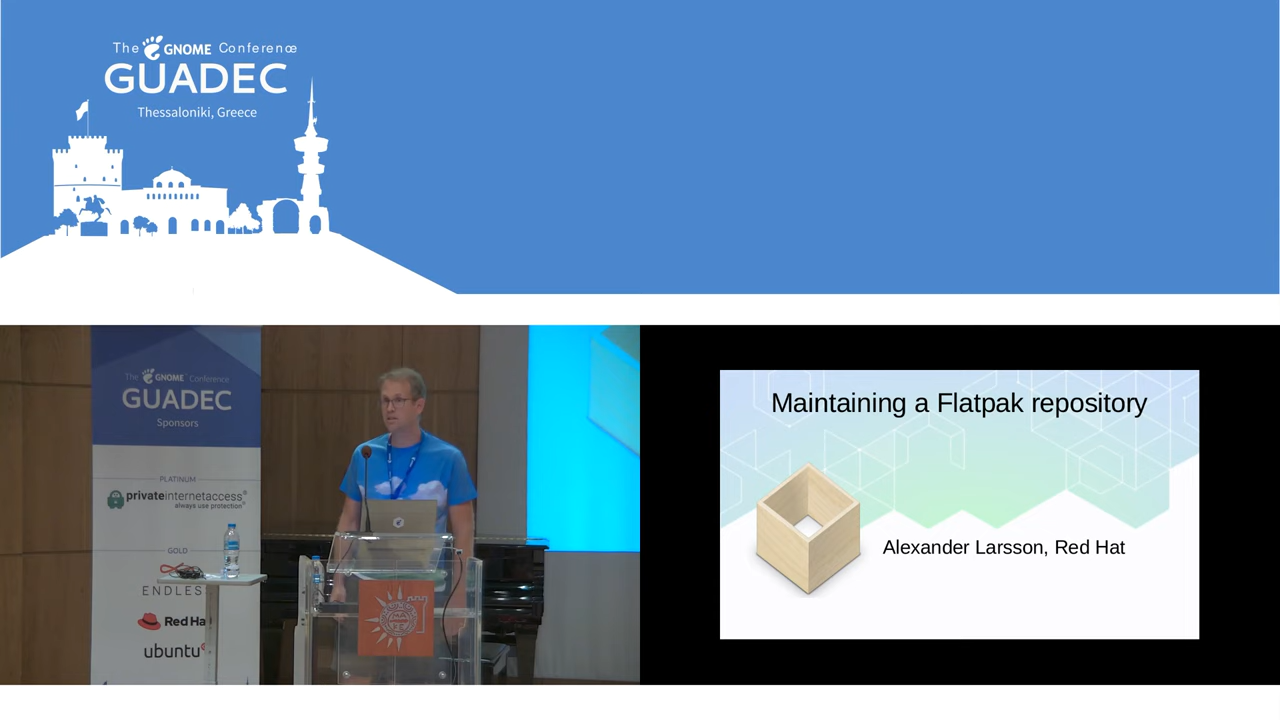 The GNOME Conference
GUADEC
Thessaloniki, Greece
The GNOME Conference
GUADEC
Sponsors
PLATINUM
privateinternetaccess®
always use protection®
GOLD
ENDLESS
Red Ha
ubuntu
Maintaining a Flatpak repository
Alexander Larsson, Red Hat